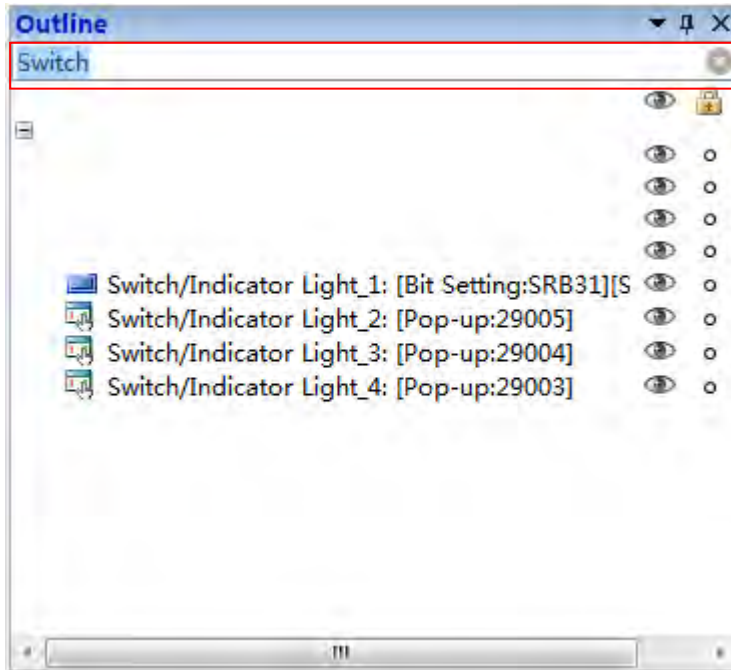 Outline
Switch
Switch/Indicator Light_1: [Bit Setting:SRB31][S
Switch/Indicator Light_2: [Pop-up:29005]
Switch/Indicator Light_3: [Pop-up:29004]
Switch/Indicator Light_4: [Pop-up:29003]